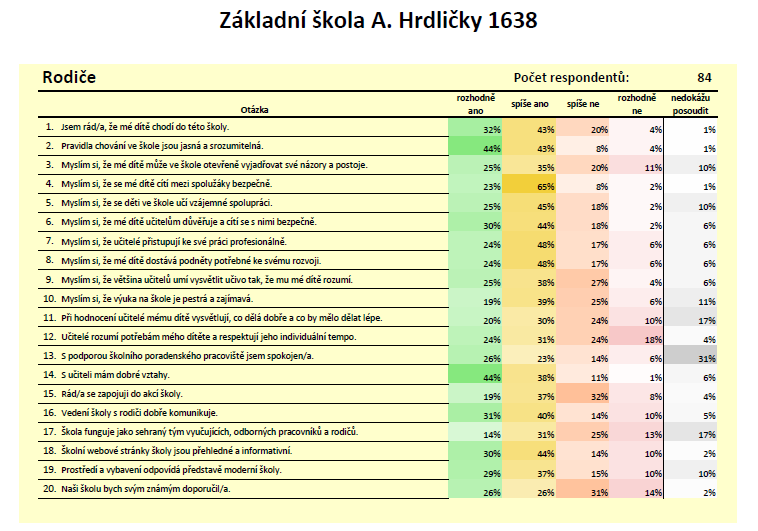 Základní škola A. Hrdličky 1638
Rodiče Počet respondentů: 84
Otázka rozhodně ano spíše ano spíše ne rozhodně ne nedokážu posoudit
1. Jsem rád/a, že mé dítě chodí do této školy. 32% 43% 20% 4% 1%
2. Pravidla chování ve škole jsou jasná a srozumitelná. 44% 43% 8% 4% 1%
3. Myslím si, že mé dítě může ve škole otevřeně vyjadřovat své názory a postoje. 25% 35% 20% 11% 10%
4. Myslím si, že se mé dítě cítí mezi spolužáky bezpečně. 23% 65% 8% 2% 1%
5. Myslím si, že se děti ve škole učí vzájemné spolupráci. 25% 45% 18% 2% 10%
6. Myslím si, že mé dítě učitelům důvěřuje a cítí se s nimi bezpečně. 30% 44% 18% 2% 6%
7. Myslím si, že učitelé přistupují ke své práci profesionálně. 24% 48% 17% 6% 6%
8. Myslím si, že mé dítě dostává podněty potřebné ke svému rozvoji. 24% 48% 17% 6% 6%
9. Myslím si, že většina učitelů umí vysvětlit učivo tak, že mu mé dítě rozumí. 25% 38% 27% 4% 6%
10. Myslím si, že výuka na škole je pestrá a zajímavá. 19% 39% 25% 6% 11%
11. Při hodnocení učitelé mému dítě vysvětlují, co dělá dobře a co by mělo dělat lépe. 20% 30% 24% 10% 17%
12. Učitelé rozumí potřebám mého dítěte a respektují jeho individuální tempo. 24% 31% 24% 18% 4%
13. S podporou školního poradenského pracoviště jsem spokojen/a. 26% 23% 14% 6% 31%
14. S učiteli mám dobré vztahy. 44% 38% 11% 1% 6%
15. Rád/a se zapojuji do akcí školy. 19% 37% 32% 8% 4%
16. Vedení školy s rodiči dobře komunikuje. 31% 40% 14% 10% 5%
17. Škola funguje jako sehraný tým vyučujících, odborných pracovníků a rodičů. 14% 31% 25% 13% 17%
18. Školní webové stránky školy jsou přehledné a informativní. 30% 44% 14% 10% 2%
19. Prostředí a vybavení odpovídá představě moderní školy. 29% 37% 15% 10% 10%
20. Naši školu bych svým známým doporučil/a. 26% 26% 31% 14% 2%